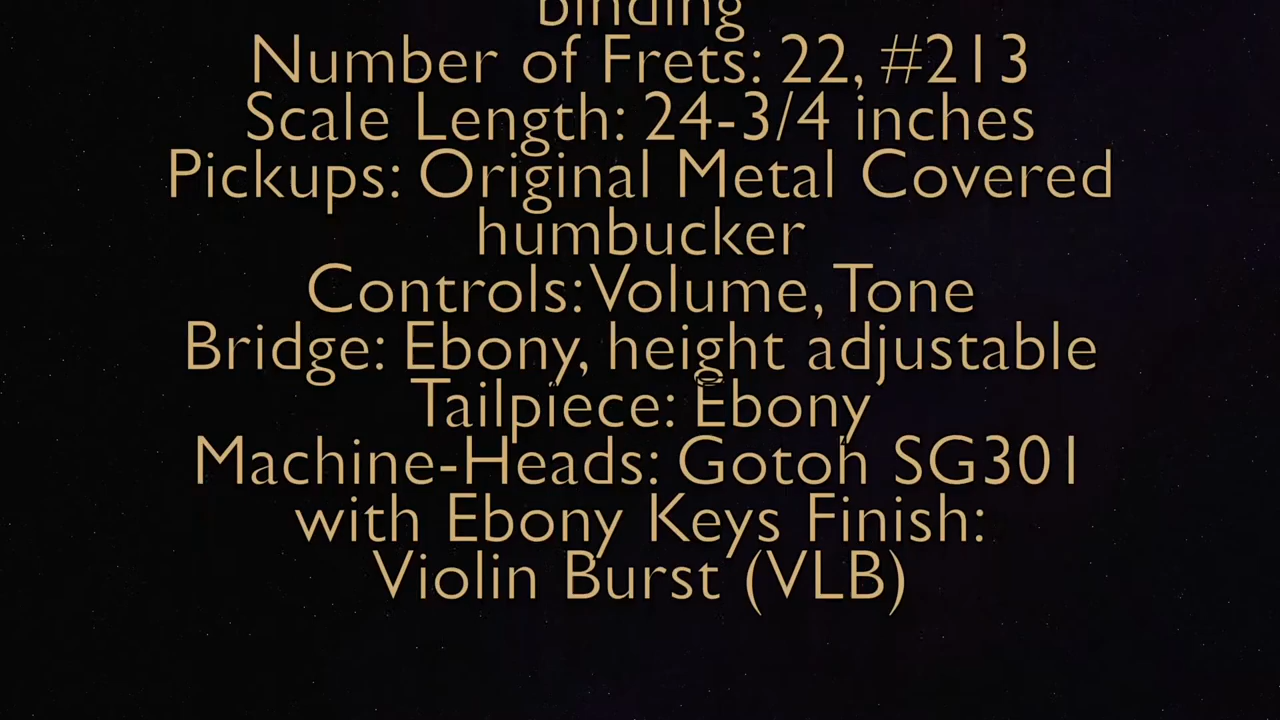 binding
Number of Frets: 22, #213
Scale Length: 24-3/4 inches
Pickups: Original Metal Covered
humbucker
Controls: Volume, Tone
Bridge: Ebony, height adjustable
Tailpiece: Ebony
Machine-Heads: Gotoh SG301
with Ebony Keys Finish:
Violin Burst (VLB)